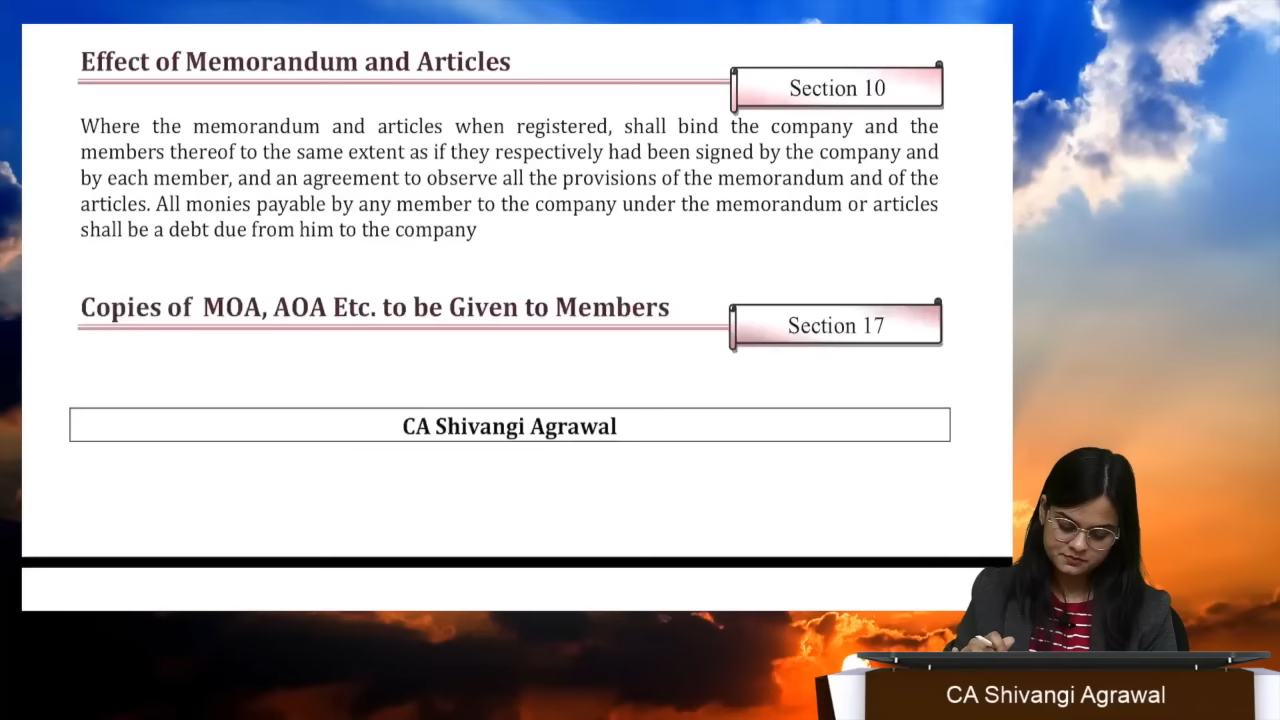 Effect of Memorandum and Articles
Section 10
Where the memorandum and articles when registered, shall bind the company and the
members thereof to the same extent as if they respectively had been signed by the company and
by each member, and an agreement to observe all the provisions of the memorandum and of the
articles. All monies payable by any member to the company under the memorandum or articles
shall be a debt due from him to the company
Copies of MOA, AOA Etc. to be Given to Members
Section 17
CA Shivangi Agrawal
CA Shivangi Agrawal